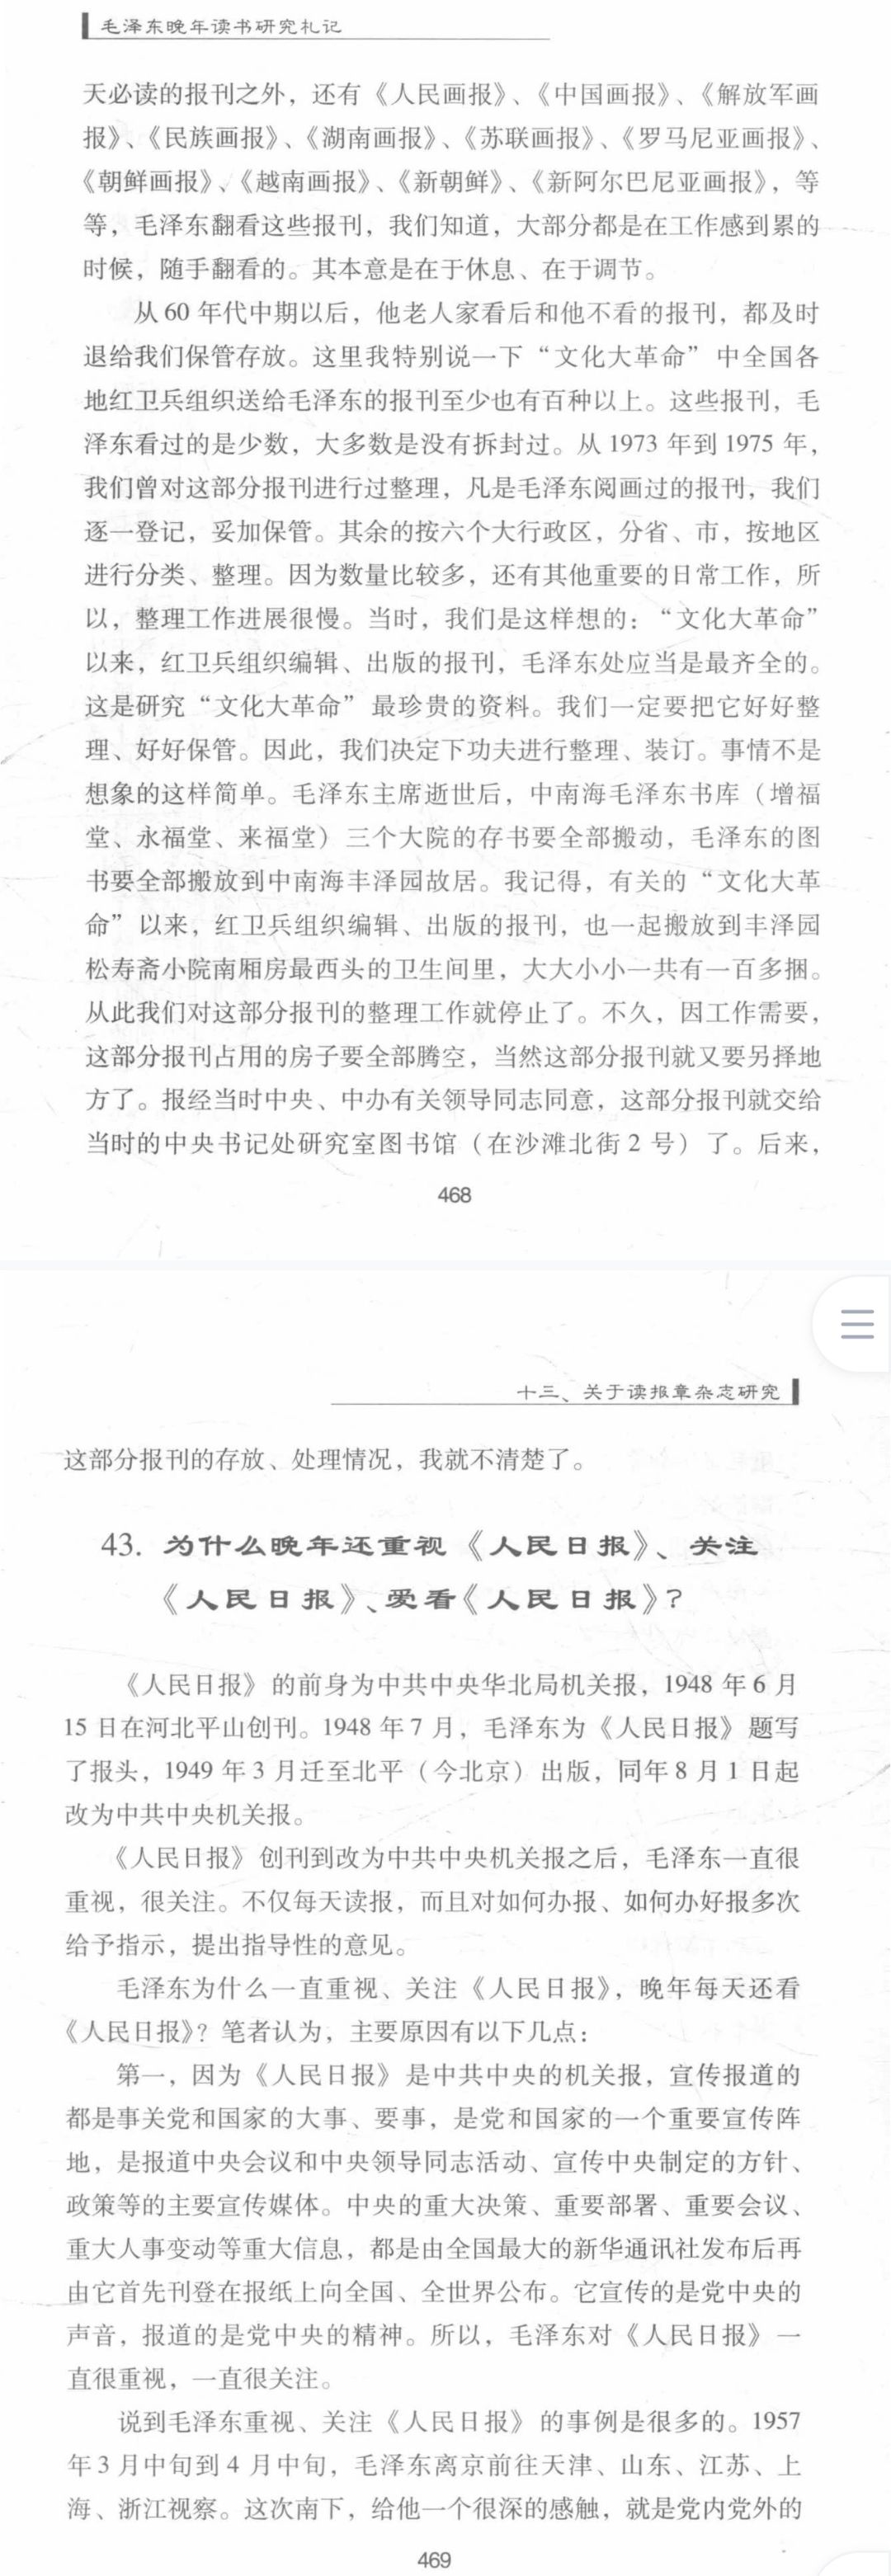 毛泽东晚年读书研究札记
天必读的报刊之外，还有《人民画报》、《中国画报》、《解放军画
报》、《民族画报》、《湖南画报》、《苏联画报》、《罗马尼亚画报》、
《朝鲜画报》、《越南画报》、《新朝鲜》、《新阿尔巴尼亚画报》，等
等，毛泽东翻看这些报刊，我们知道，大部分都是在工作感到累的
时候，随手翻看的。其本意是在于休息、在于调节。
从 60 年代中期以后，他老人家看后和他不看的报刊，都及时
退给我们保管存放。这里我特别说一下“文化大革命”中全国各
地红卫兵组织送给毛泽东的报刊至少也有百种以上。这些报刊，毛
泽东看过的是少数，大多数是没有拆封过。从 1973 年到 1975 年，
我们曾对这部分报刊进行过整理，凡是毛泽东阅画过的报刊，我们
逐一登记，妥加保管。其余的按六个大行政区，分省、市，按地区
进行分类、整理。因为数量比较多，还有其他重要的日常工作，所
以，整理工作进展很慢。当时，我们是这样想的：“文化大革命”
以来，红卫兵组织编辑、出版的报刊，毛泽东处应当是最齐全的。
这是研究“文化大革命”最珍贵的资料。我们一定要把它好好整
理、好好保管。因此，我们决定下功夫进行整理、装订。事情不是
想象的这样简单。毛泽东主席逝世后，中南海毛泽东书库（增福
堂、永福堂、来福堂）三个大院的存书要全部搬动，毛泽东的图
书要全部搬放到中南海丰泽园故居。我记得，有关的“文化大革
命”以来，红卫兵组织编辑、出版的报刊，也一起搬放到丰泽园
松寿斋小院南厢房最西头的卫生间里，大大小小一共有一百多捆。
从此我们对这部分报刊的整理工作就停止了。不久，因工作需要，
这部分报刊占用的房子要全部腾空，当然这部分报刊就又要另择地
方了。报经当时中央、中办有关领导同志同意，这部分报刊就交给
当时的中央书记处研究室图书馆（在沙滩北街 2 号）了。后来，
468
十三、关于读报章杂志研究
这部分报刊的存放、处理情况，我就不清楚了。
43. 为什么晚年还重视《人民日报》、关注
《人民日报》、爱看《人民日报》？
《人民日报》的前身为中共中央华北局机关报，1948 年 6 月
15 日在河北平山创刊。1948 年 7 月，毛泽东为《人民日报》题写
了报头，1949 年 3 月迁至北平（今北京）出版，同年 8 月 1 日起
改为中共中央机关报。
《人民日报》创刊到改为中共中央机关报之后，毛泽东一直很
重视，很关注。不仅每天读报，而且对如何办报、如何办好报多次
给予指示，提出指导性的意见。
毛泽东为什么一直重视、关注《人民日报》，晚年每天还看
《人民日报》？笔者认为，主要原因有以下几点：
第一，因为《人民日报》是中共中央的机关报，宣传报道的
都是事关党和国家的大事、要事，是党和国家的一个重要宣传阵
地，是报道中央会议和中央领导同志活动、宣传中央制定的方针、
政策等的主要宣传媒体。中央的重大决策、重要部署、重要会议、
重大人事变动等重大信息，都是由全国最大的新华通讯社发布后再
由它首先刊登在报纸上向全国、全世界公布。它宣传的是党中央的
声音，报道的是党中央的精神。所以，毛泽东对《人民日报》一
直很重视，一直很关注。
说到毛泽东重视、关注《人民日报》的事例是很多的。1957
年 3 月中旬到 4 月中旬，毛泽东离京前往天津、山东、江苏、上
海、浙江视察。这次南下，给他一个很深的感触，就是党内党外的
469